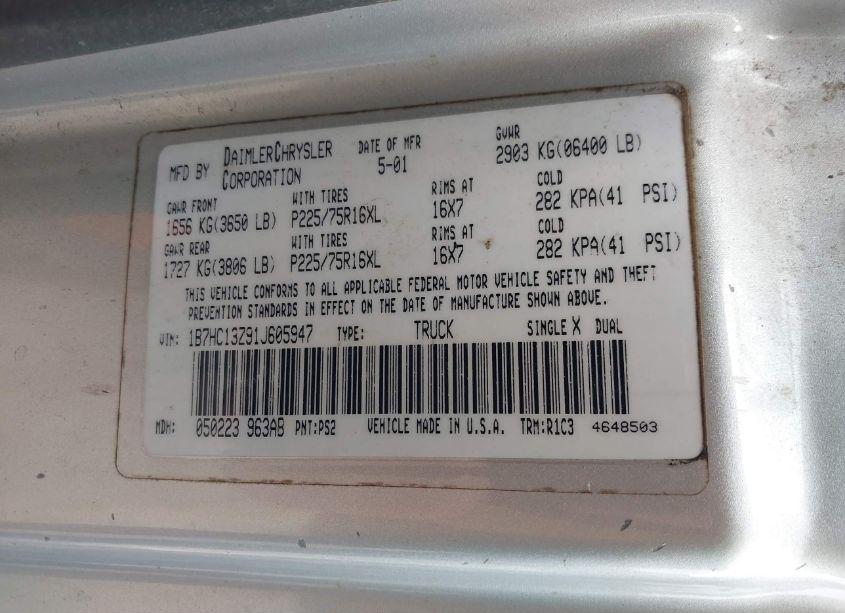 MFD BY DAIMLERCHRYSLER CORPORATION DATE OF MFR 5-01 GVWR 2903 KG(06400 LB)
GAWR FRONT WITH TIRES RIMS AT COLD
1656 KG(3650 LB) P225/75R16XL 16X7 282 KPA(41 PSI)
GAWR REAR WITH TIRES RIMS AT COLD
1727 KG(3806 LB) P225/75R16XL 16X7 282 KPA(41 PSI)
THIS VEHICLE CONFORMS TO ALL APPLICABLE FEDERAL MOTOR VEHICLE SAFETY AND THEFT
PREVENTION STANDARDS IN EFFECT ON THE DATE OF MANUFACTURE SHOWN ABOVE.
VIN: 1B7HC13Z91J605947 TYPE: TRUCK SINGLE X DUAL
MDH: 050223 963AB PNT:PS2 VEHICLE MADE IN U.S.A. TRM:R1C3 4648503